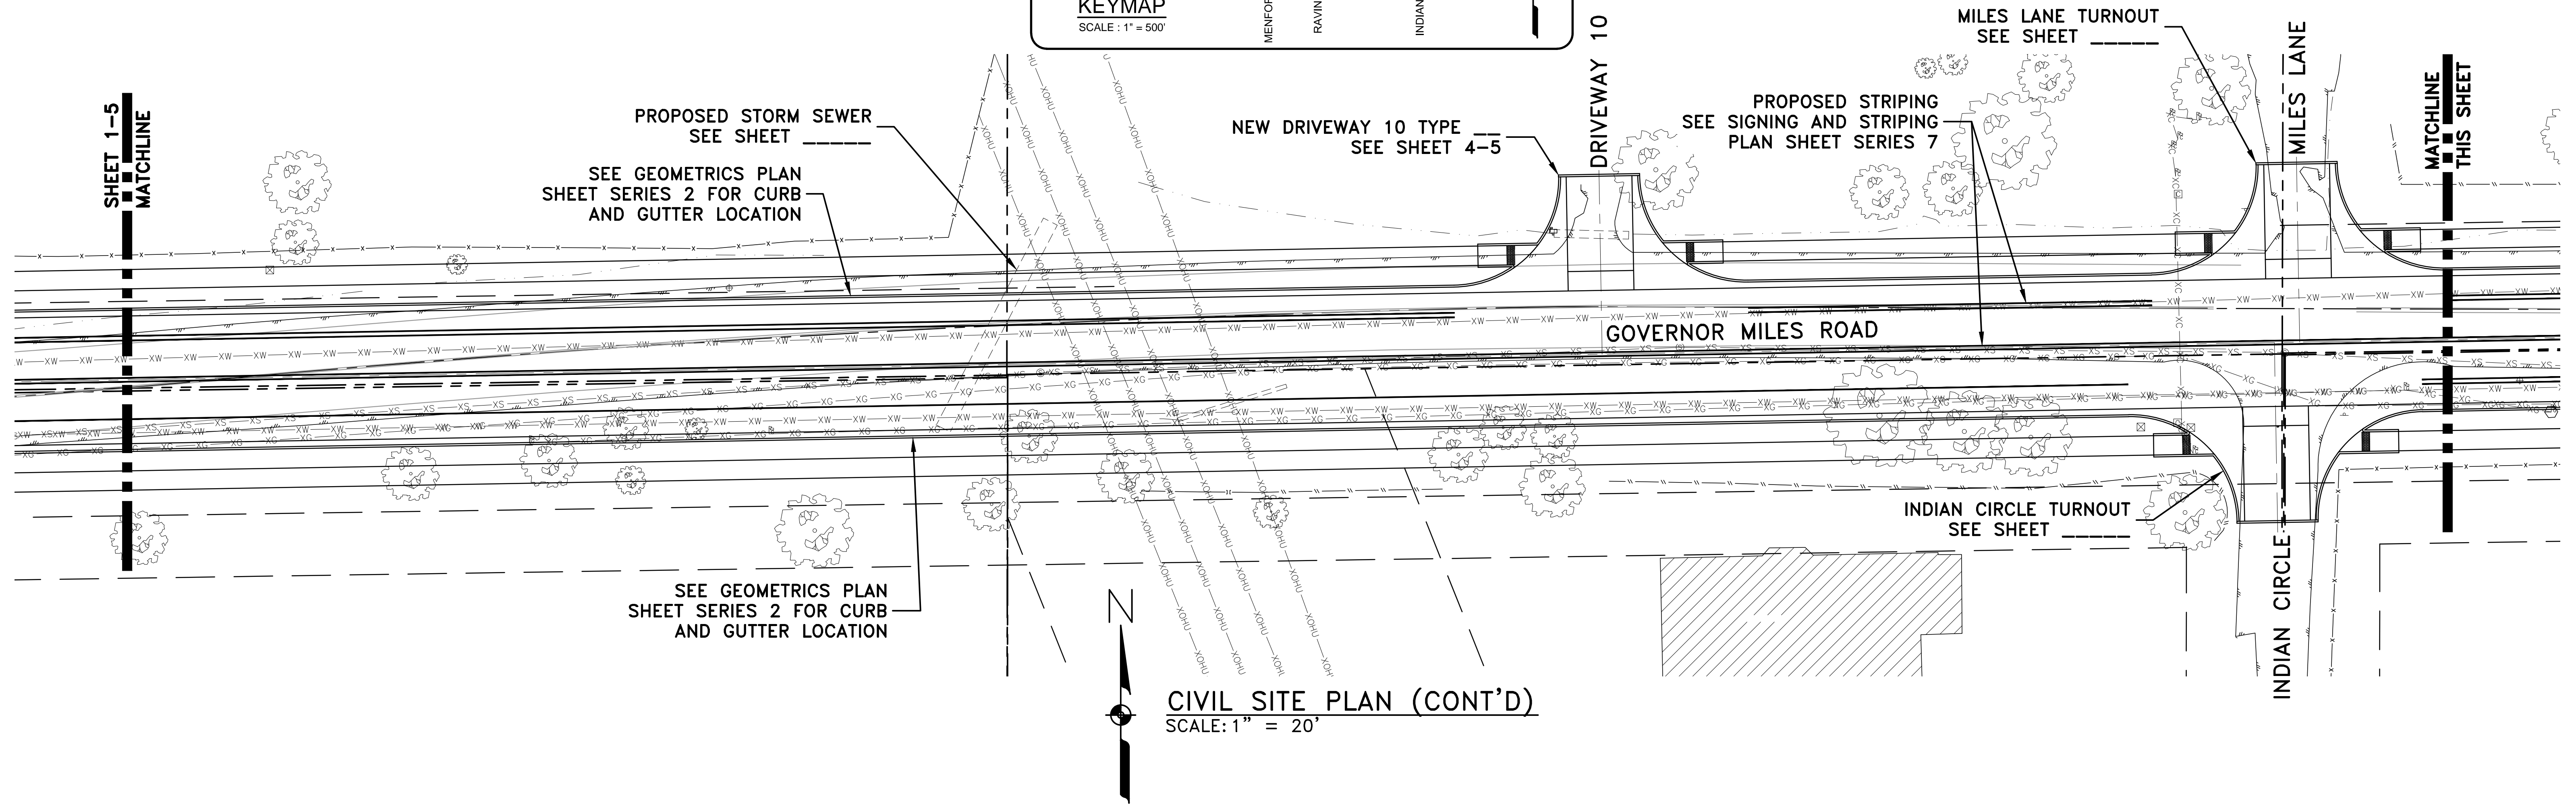 KEYMAP
SCALE : 1" = 500'
DRIVEWAY 10
MILES LANE TURNOUT
SEE SHEET _____
MILES LANE
SHEET 1-5
MATCHLINE
PROPOSED STORM SEWER
SEE SHEET _____
SEE GEOMETRICS PLAN
SHEET SERIES 2 FOR CURB
AND GUTTER LOCATION
NEW DRIVEWAY 10 TYPE __
SEE SHEET 4-5
PROPOSED STRIPING
SEE SIGNING AND STRIPING
PLAN SHEET SERIES 7
MATCHLINE
THIS SHEET
GOVERNOR MILES ROAD
INDIAN CIRCLE TURNOUT
SEE SHEET _____
INDIAN CIRCLE
SEE GEOMETRICS PLAN
SHEET SERIES 2 FOR CURB
AND GUTTER LOCATION
N
CIVIL SITE PLAN (CONT'D)
SCALE: 1" = 20'